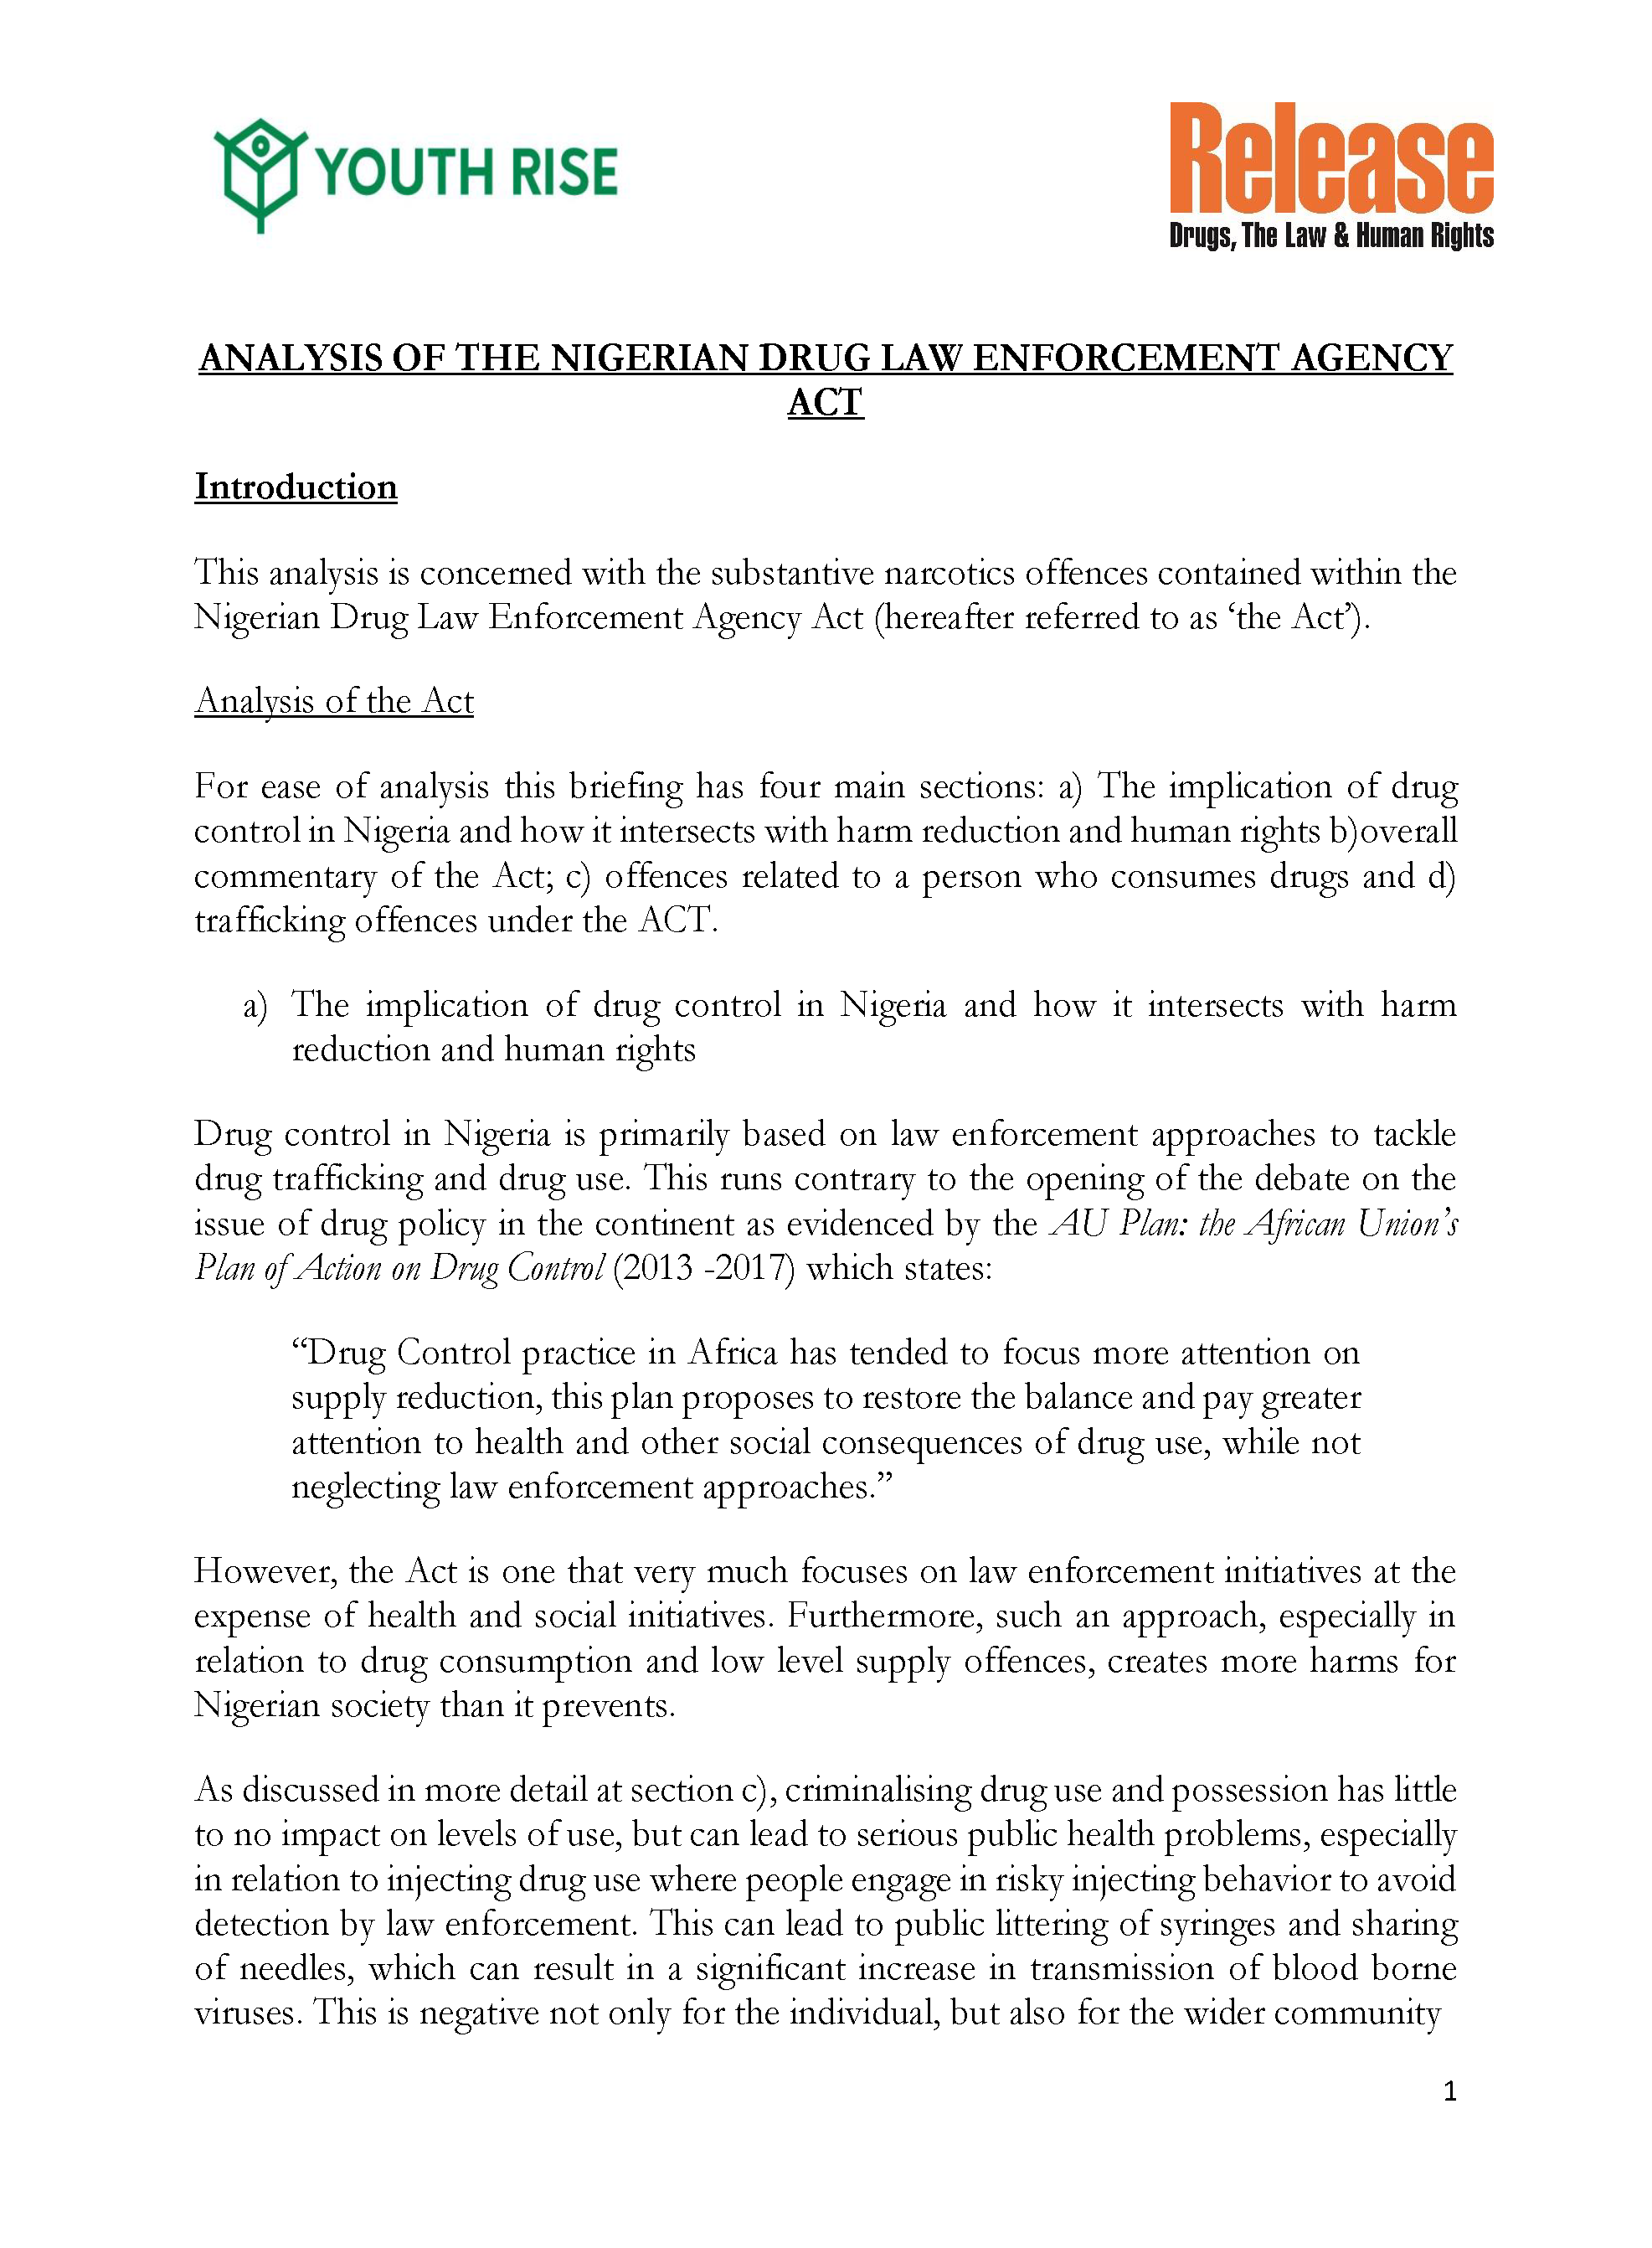 YOUTH RISE
Release
Drugs, The Law & Human Rights
ANALYSIS OF THE NIGERIAN DRUG LAW ENFORCEMENT AGENCY
ACT
Introduction
This analysis is concerned with the substantive narcotics offences contained within the
Nigerian Drug Law Enforcement Agency Act (hereafter referred to as ‘the Act’).
Analysis of the Act
For ease of analysis this briefing has four main sections: a) The implication of drug
control in Nigeria and how it intersects with harm reduction and human rights b)overall
commentary of the Act; c) offences related to a person who consumes drugs and d)
trafficking offences under the ACT.
a) The implication of drug control in Nigeria and how it intersects with harm
reduction and human rights
Drug control in Nigeria is primarily based on law enforcement approaches to tackle
drug trafficking and drug use. This runs contrary to the opening of the debate on the
issue of drug policy in the continent as evidenced by the AU Plan: the African Union’s
Plan of Action on Drug Control (2013 -2017) which states:
“Drug Control practice in Africa has tended to focus more attention on
supply reduction, this plan proposes to restore the balance and pay greater
attention to health and other social consequences of drug use, while not
neglecting law enforcement approaches.”
However, the Act is one that very much focuses on law enforcement initiatives at the
expense of health and social initiatives. Furthermore, such an approach, especially in
relation to drug consumption and low level supply offences, creates more harms for
Nigerian society than it prevents.
As discussed in more detail at section c), criminalising drug use and possession has little
to no impact on levels of use, but can lead to serious public health problems, especially
in relation to injecting drug use where people engage in risky injecting behavior to avoid
detection by law enforcement. This can lead to public littering of syringes and sharing
of needles, which can result in a significant increase in transmission of blood borne
viruses. This is negative not only for the individual, but also for the wider community
1